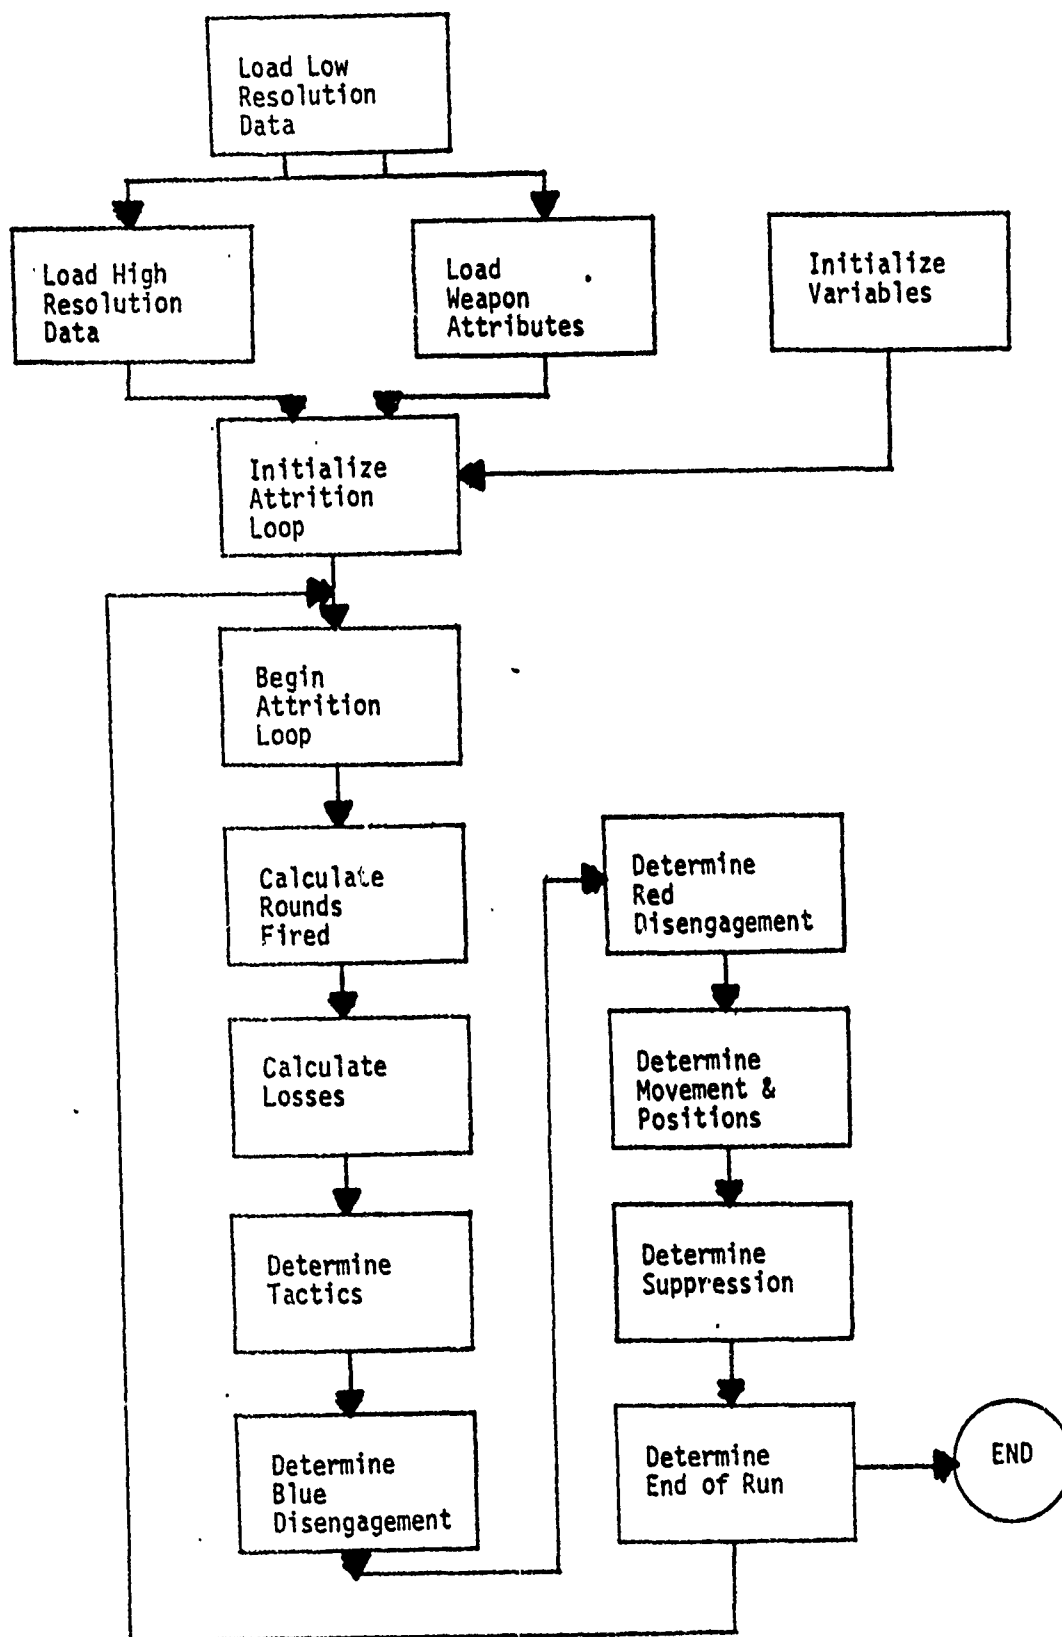 Load Low
Resolution
Data
Load High
Resolution
Data
Load
Weapon
Attributes
Initialize
Variables
Initialize
Attrition
Loop
Begin
Attrition
Loop
Calculate
Rounds
Fired
Calculate
Losses
Determine
Tactics
Determine
Blue
Disengagement
Determine
Red
Disengagement
Determine
Movement &
Positions
Determine
Suppression
Determine
End of Run
END